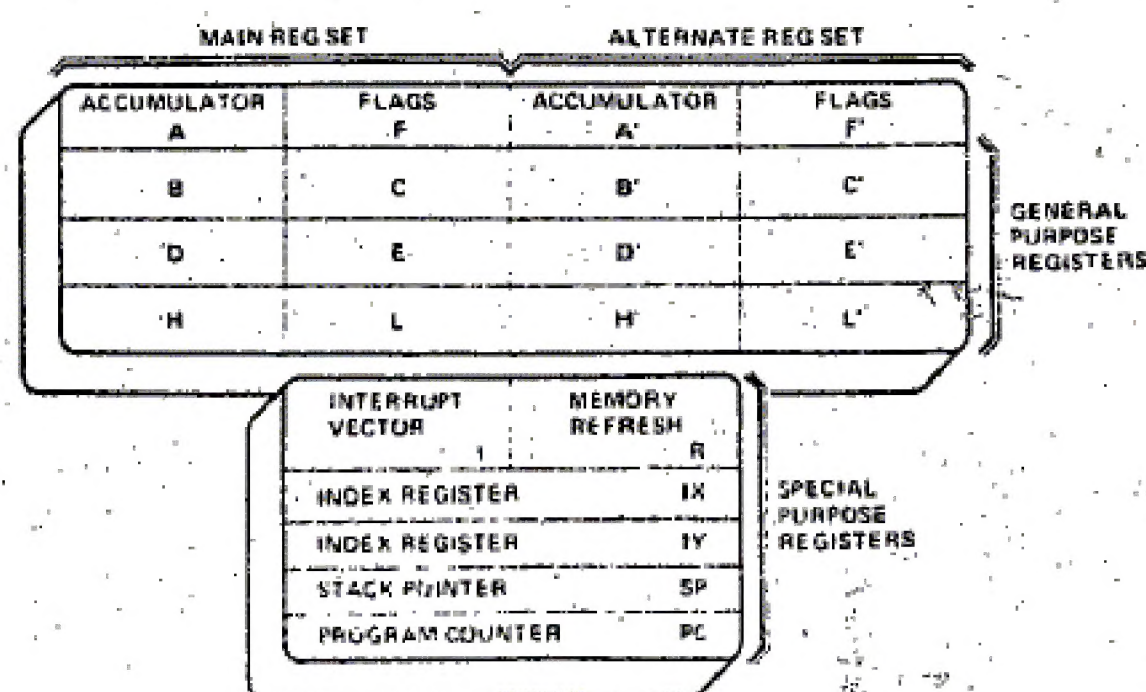 MAIN REG SET ALTERNATE REG SET
ACCUMULATOR FLAGS ACCUMULATOR FLAGS
A F A' F'
B C B' C'
D E D' E'
H L H' L'
GENERAL
PURPOSE
REGISTERS
INTERRUPT MEMORY
VECTOR REFRESH
I R
INDEX REGISTER IX
INDEX REGISTER IY
STACK POINTER SP
PROGRAM COUNTER PC
SPECIAL
PURPOSE
REGISTERS